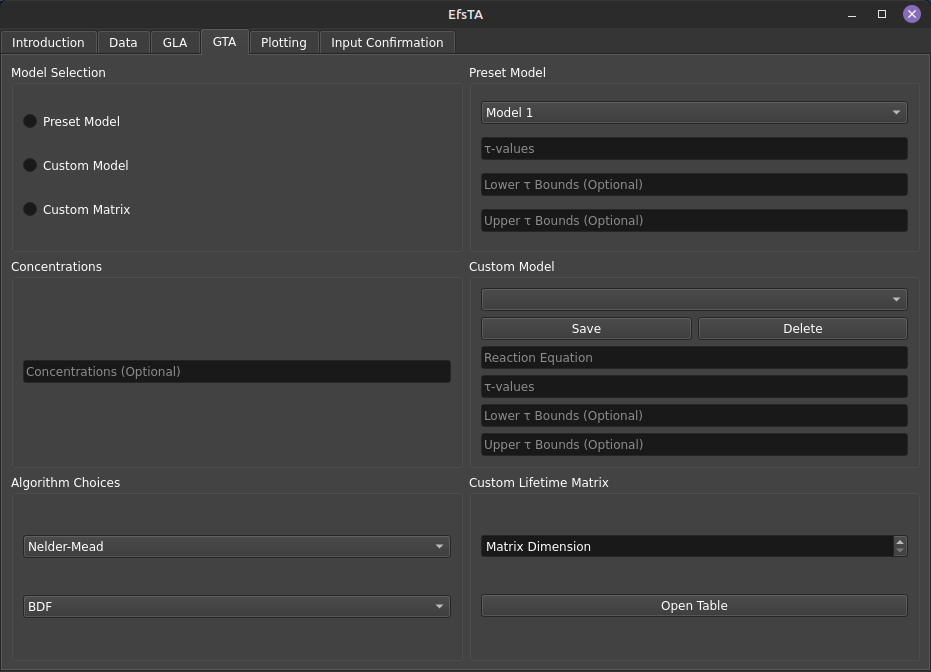 EfsTA
Introduction
Data
GLA
GTA
Plotting
Input Confirmation
Model Selection
Preset Model
Custom Model
Custom Matrix
Preset Model
Model 1
τ-values
Lower τ Bounds (Optional)
Upper τ Bounds (Optional)
Concentrations
Concentrations (Optional)
Custom Model
Save
Delete
Reaction Equation
τ-values
Lower τ Bounds (Optional)
Upper τ Bounds (Optional)
Algorithm Choices
Nelder-Mead
BDF
Custom Lifetime Matrix
Matrix Dimension
Open Table